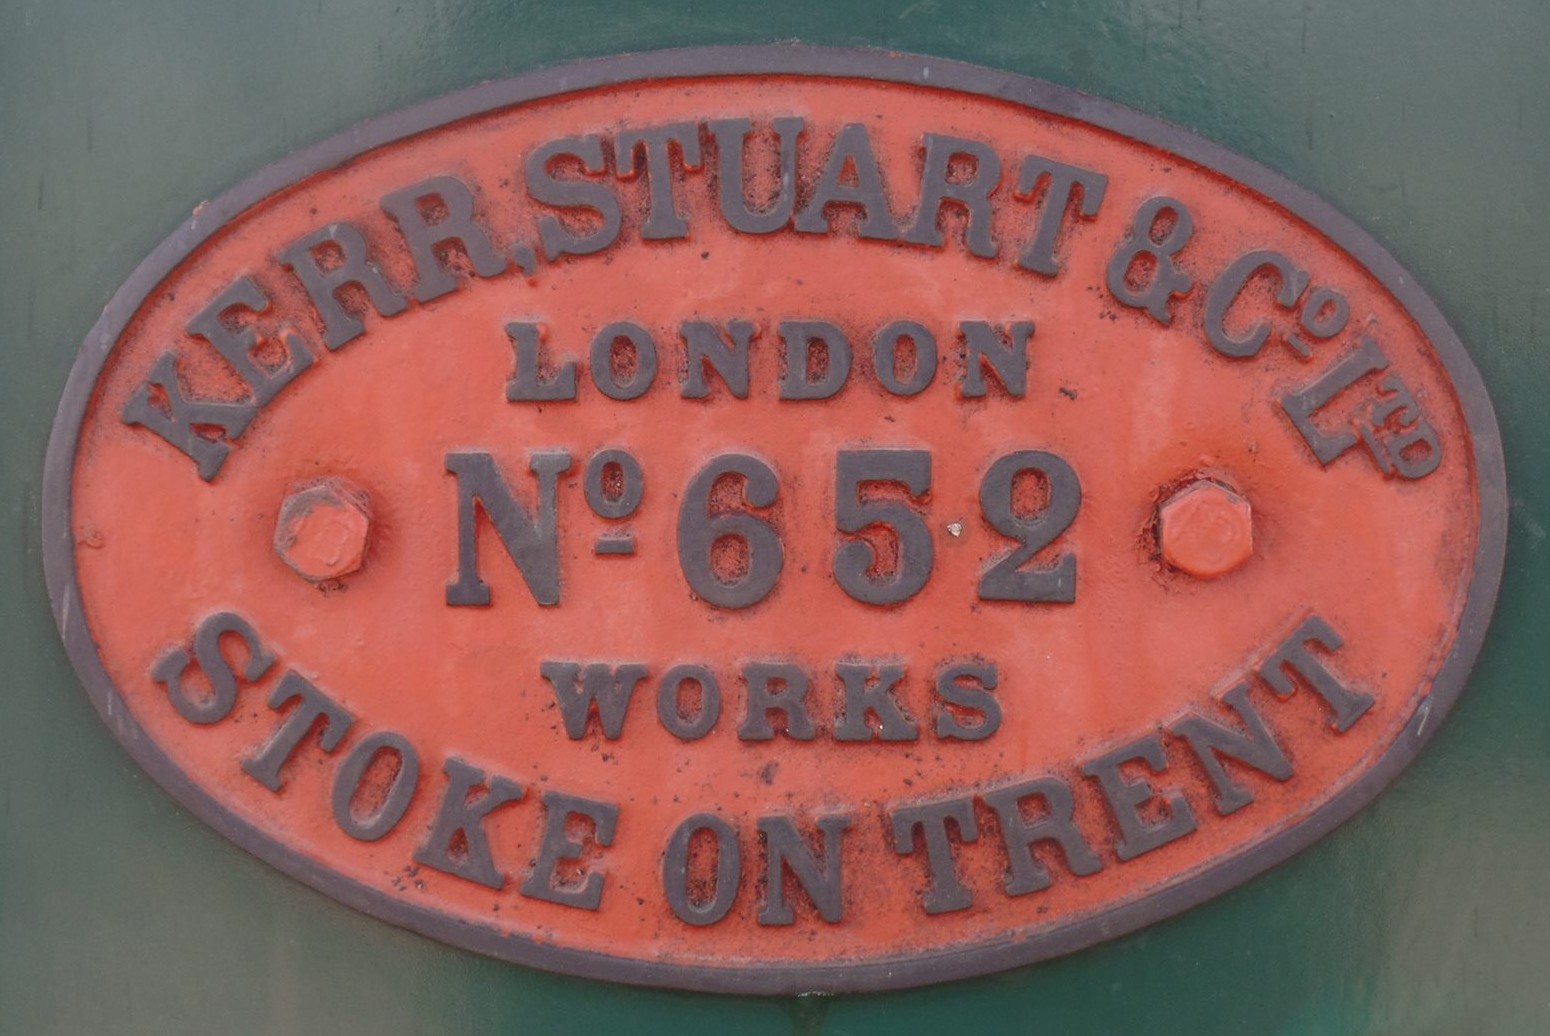 KERR, STUART & Cº LTD
LONDON
Nº 652
WORKS
STOKE ON TRENT